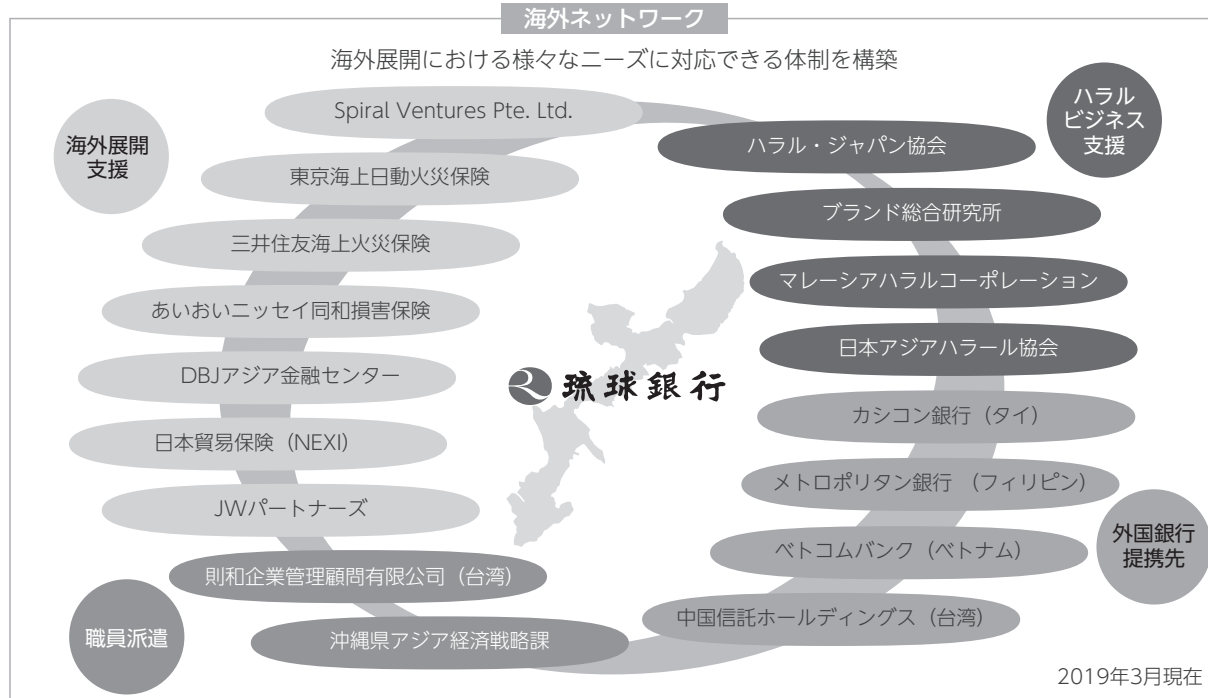 海外ネットワーク
海外展開における様々なニーズに対応できる体制を構築
海外展開
支援
Spiral Ventures Pte. Ltd.
東京海上日動火災保険
三井住友海上火災保険
あいおいニッセイ同和損害保険
DBJアジア金融センター
日本貿易保険（NEXI）
JWパートナーズ
職員派遣
則和企業管理顧問有限公司（台湾）
沖縄県アジア経済戦略課
琉球銀行
ハラル
ビジネス
支援
ハラル・ジャパン協会
ブランド総合研究所
マレーシアハラルコーポレーション
日本アジアハラール協会
カシコン銀行（タイ）
メトロポリタン銀行 （フィリピン）
ベトコムバンク（ベトナム）
中国信託ホールディングス（台湾）
外国銀行
提携先
2019年3月現在